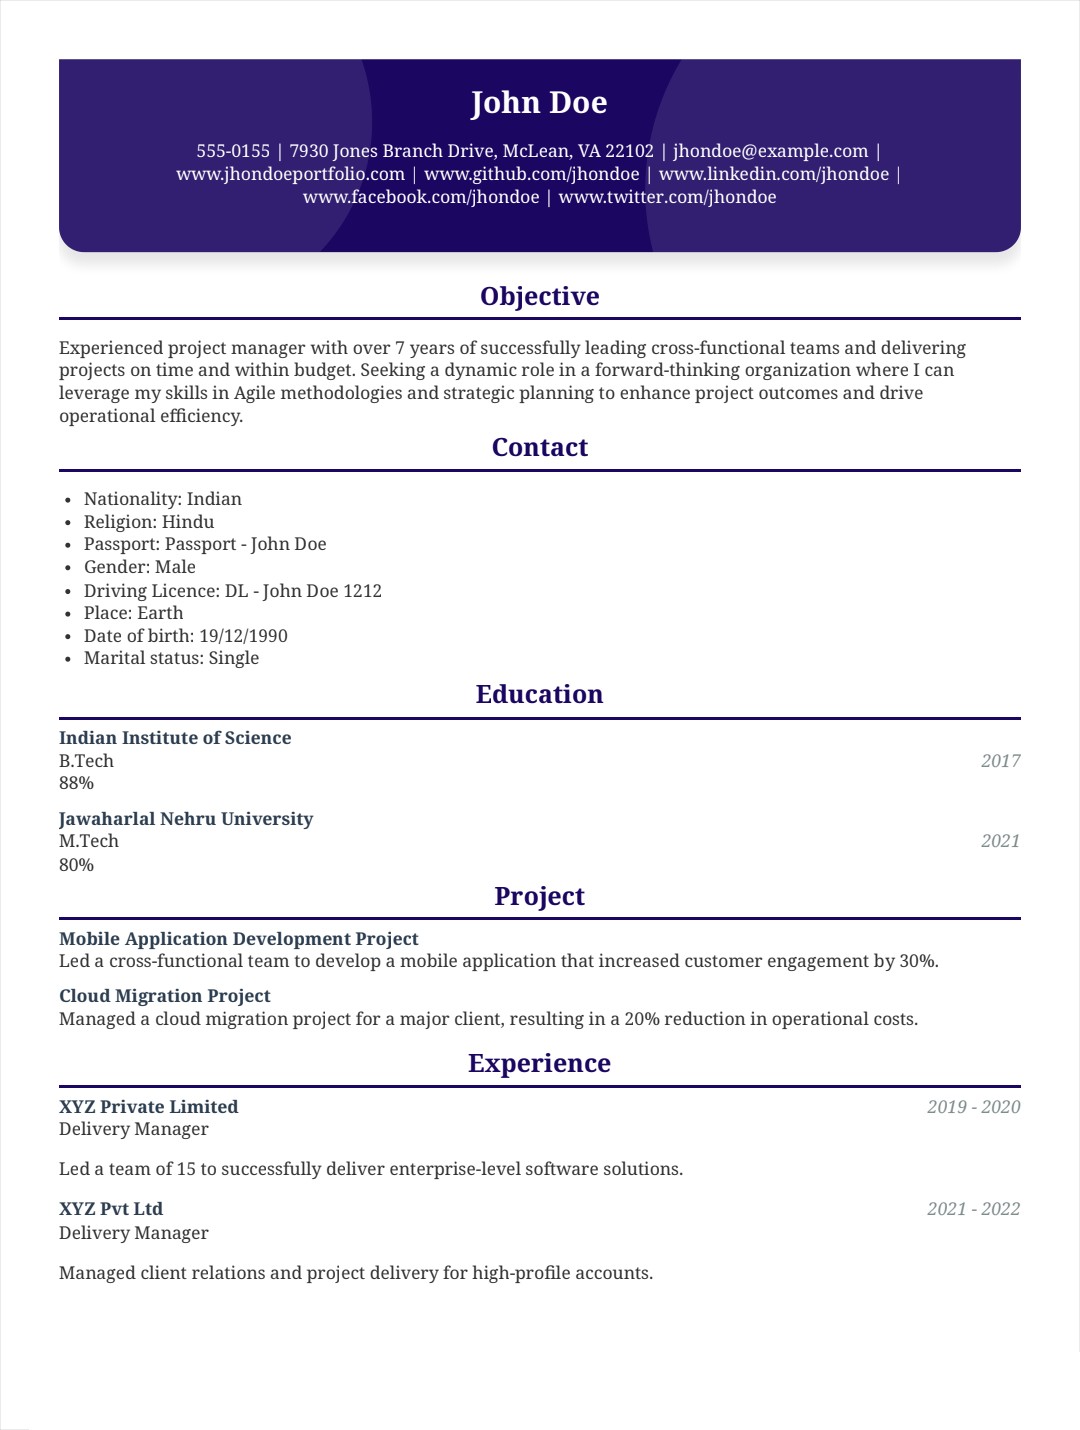 John Doe
555-0155 | 7930 Jones Branch Drive, McLean, VA 22102 | jhondoe@example.com |
www.jhondoeportfolio.com | www.github.com/jhondoe | www.linkedin.com/jhondoe |
www.facebook.com/jhondoe | www.twitter.com/jhondoe
Objective
Experienced project manager with over 7 years of successfully leading cross-functional teams and delivering
projects on time and within budget. Seeking a dynamic role in a forward-thinking organization where I can
leverage my skills in Agile methodologies and strategic planning to enhance project outcomes and drive
operational efficiency.
Contact
• Nationality: Indian
• Religion: Hindu
• Passport: Passport - John Doe
• Gender: Male
• Driving Licence: DL - John Doe 1212
• Place: Earth
• Date of birth: 19/12/1990
• Marital status: Single
Education
Indian Institute of Science
B.Tech 2017
88%
Jawaharlal Nehru University
M.Tech 2021
80%
Project
Mobile Application Development Project
Led a cross-functional team to develop a mobile application that increased customer engagement by 30%.
Cloud Migration Project
Managed a cloud migration project for a major client, resulting in a 20% reduction in operational costs.
Experience
XYZ Private Limited 2019 - 2020
Delivery Manager
Led a team of 15 to successfully deliver enterprise-level software solutions.
XYZ Pvt Ltd 2021 - 2022
Delivery Manager
Managed client relations and project delivery for high-profile accounts.